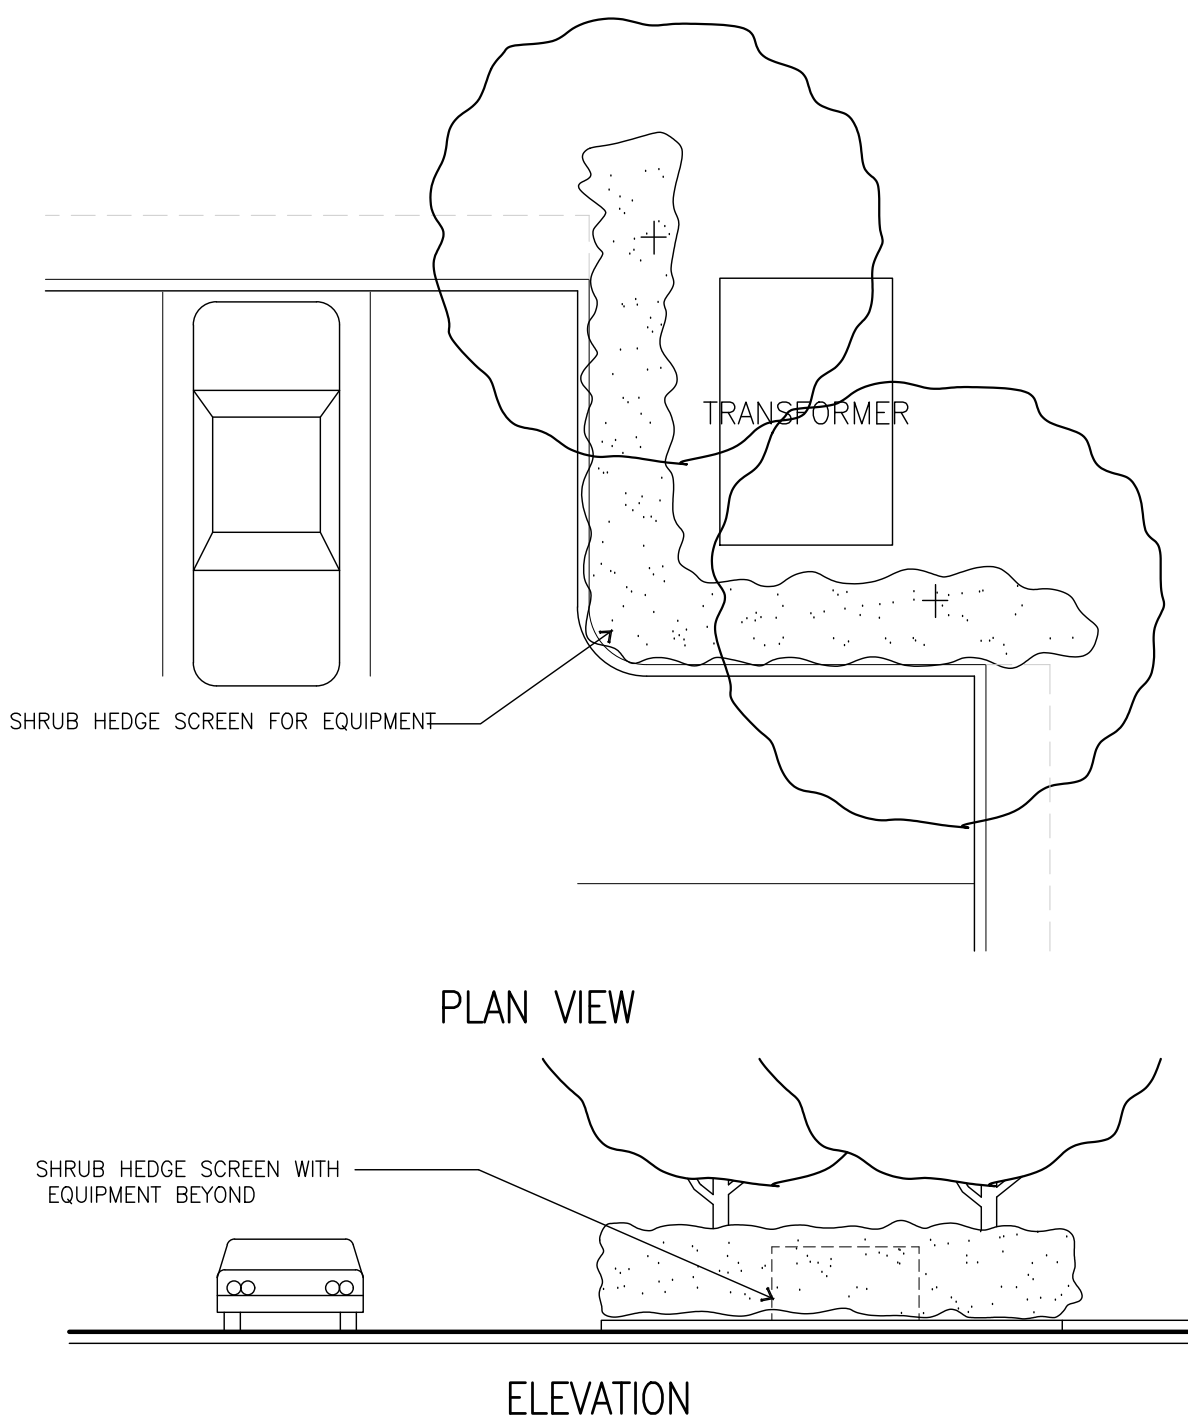 TRANSFORMER
SHRUB HEDGE SCREEN FOR EQUIPMENT
PLAN VIEW
SHRUB HEDGE SCREEN WITH
EQUIPMENT BEYOND
ELEVATION